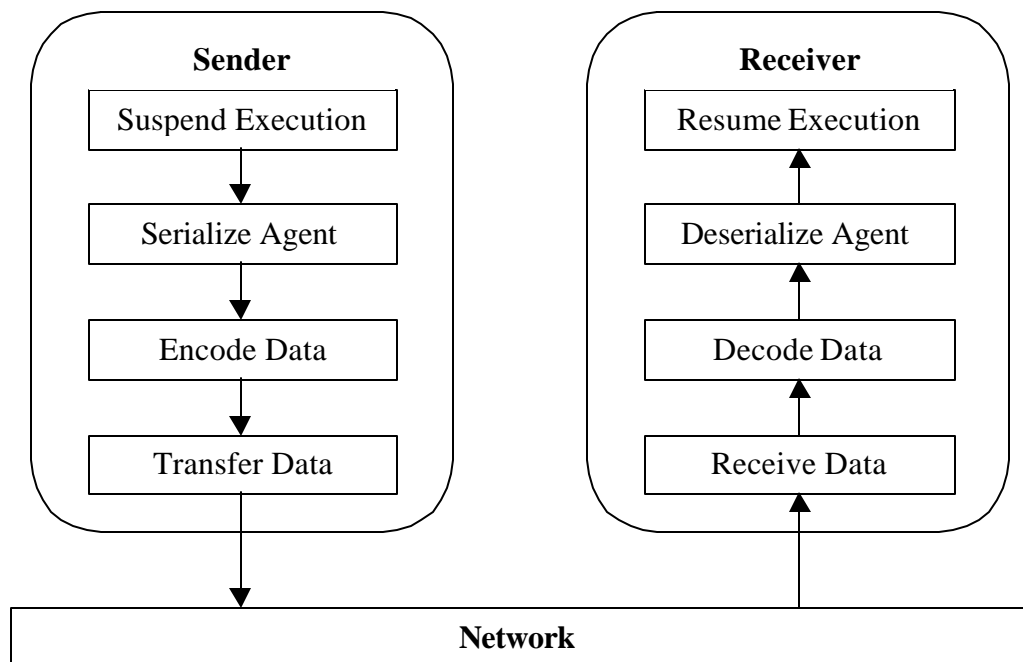 Sender
Suspend Execution
Serialize Agent
Encode Data
Transfer Data
Receiver
Resume Execution
Deserialize Agent
Decode Data
Receive Data
Network